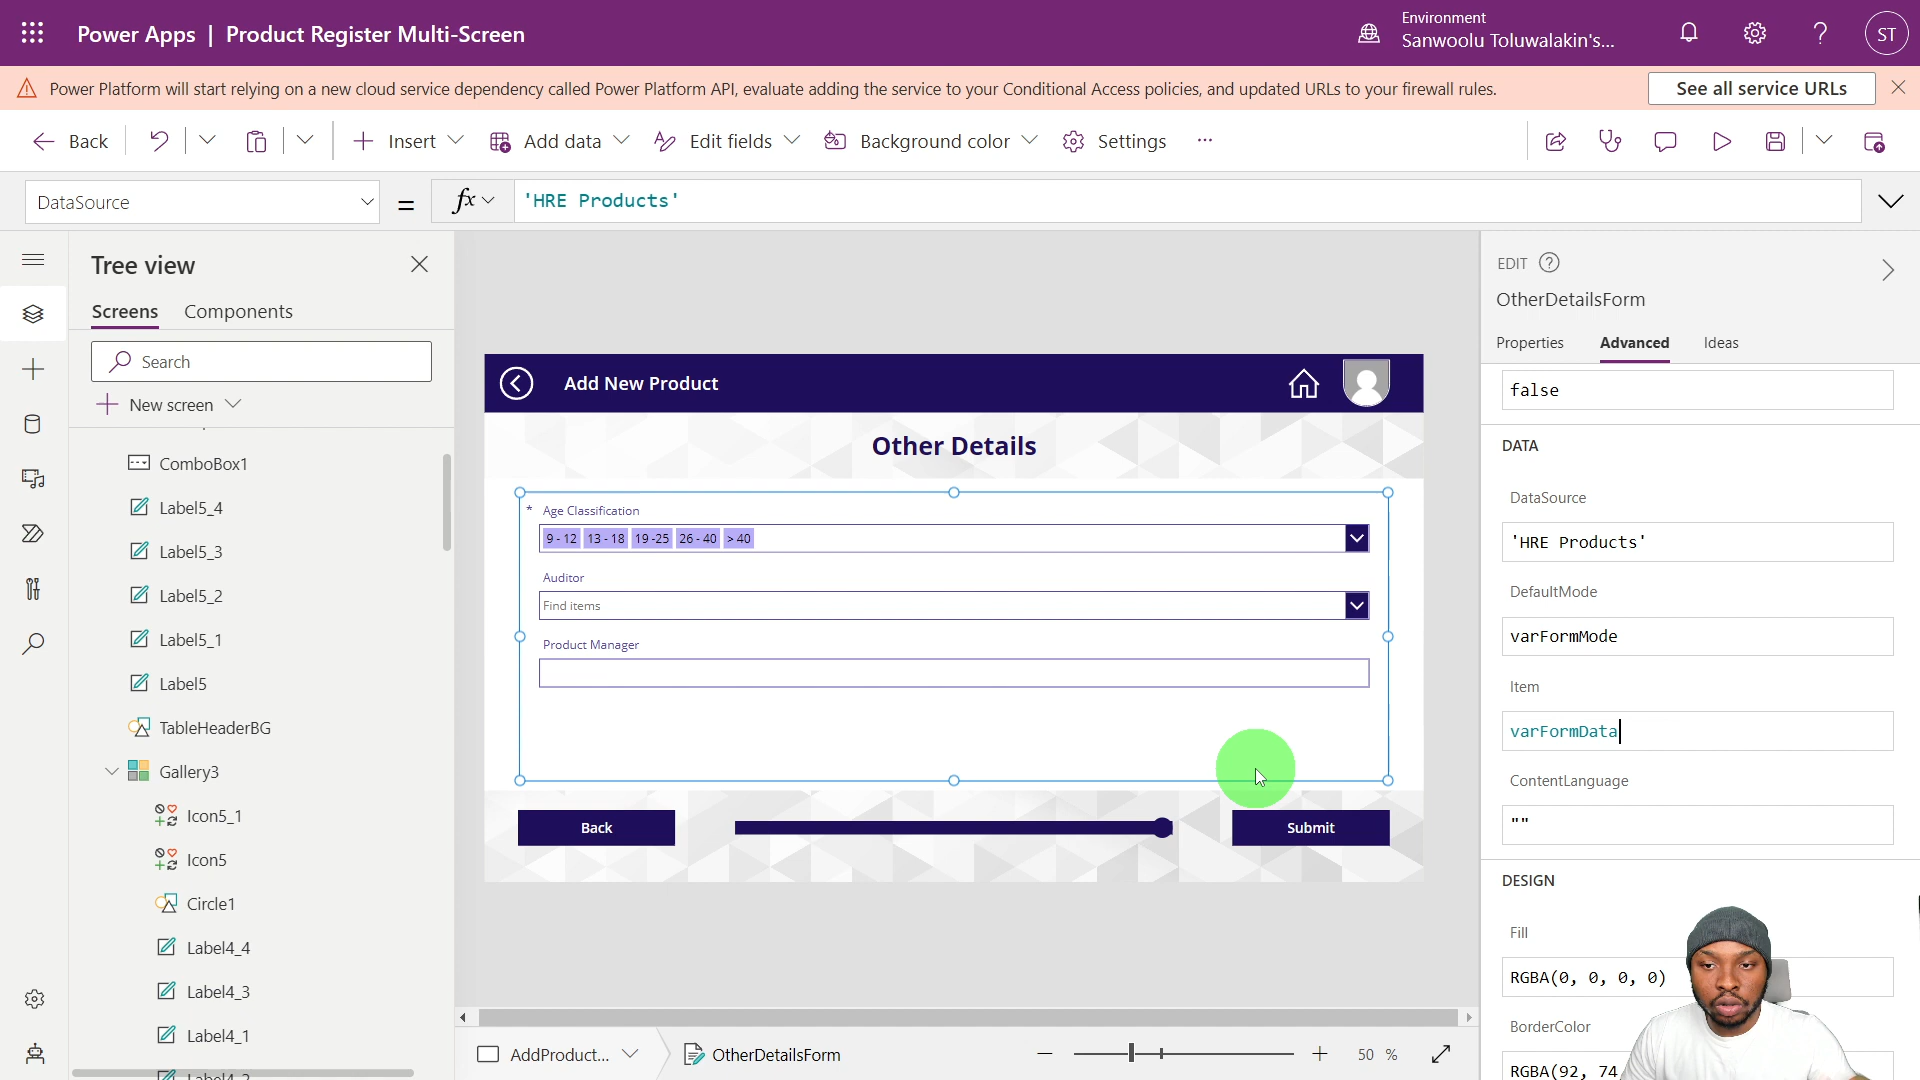 Power Apps | Product Register Multi-Screen
Environment
Sanwoolu Toluwalakin's...
ST
Power Platform will start relying on a new cloud service dependency called Power Platform API, evaluate adding the service to your Conditional Access policies, and updated URLs to your firewall rules.
See all service URLs
Back
Insert
Add data
Edit fields
Background color
Settings
...
DataSource
=
fx
'HRE Products'
Tree view
Screens
Components
Search
New screen
ComboBox1
Label5_4
Label5_3
Label5_2
Label5_1
Label5
TableHeaderBG
Gallery3
Icon5_1
Icon5
Circle1
Label4_4
Label4_3
Label4_1
Add New Product
Other Details
* Age Classification
9 - 12 13 - 18 19 -25 26 - 40 > 40
Auditor
Find items
Product Manager
Back
Submit
AddProduct...
OtherDetailsForm
50 %
EDIT
OtherDetailsForm
Properties
Advanced
Ideas
false
DATA
DataSource
'HRE Products'
DefaultMode
varFormMode
Item
varFormData
ContentLanguage
""
DESIGN
Fill
RGBA(0, 0, 0, 0)
BorderColor
RGBA(92, 74